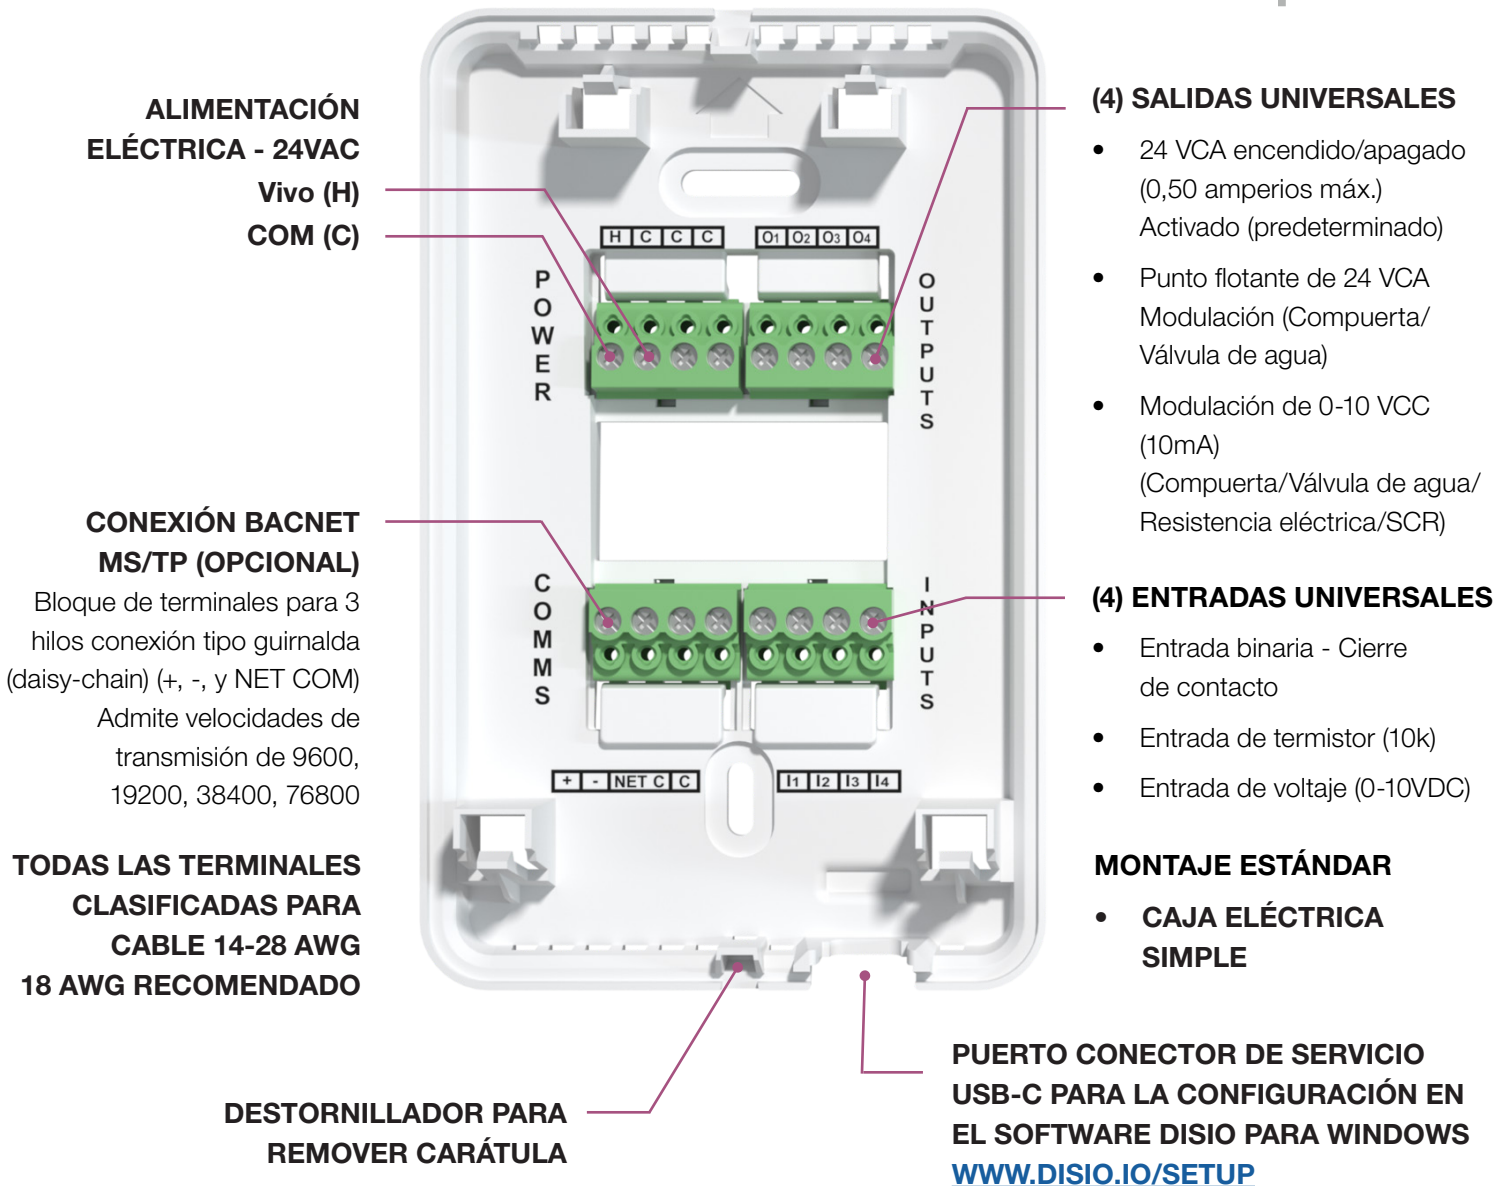 ALIMENTACIÓN
ELÉCTRICA - 24VAC
Vivo (H)
COM (C)
CONEXIÓN BACNET
MS/TP (OPCIONAL)
Bloque de terminales para 3
hilos conexión tipo guirnalda
(daisy-chain) (+, -, y NET COM)
Admite velocidades de
transmisión de 9600,
19200, 38400, 76800
TODAS LAS TERMINALES
CLASIFICADAS PARA
CABLE 14-28 AWG
18 AWG RECOMENDADO
H C C C
O1 O2 O3 O4
POWER
OUTPUTS
COMMS
INPUTS
+ - NET C C
I1 I2 I3 I4
(4) SALIDAS UNIVERSALES
• 24 VCA encendido/apagado
(0,50 amperios máx.)
Activado (predeterminado)
• Punto flotante de 24 VCA
Modulación (Compuerta/
Válvula de agua)
• Modulación de 0-10 VCC
(10mA)
(Compuerta/Válvula de agua/
Resistencia eléctrica/SCR)
(4) ENTRADAS UNIVERSALES
• Entrada binaria - Cierre
de contacto
• Entrada de termistor (10k)
• Entrada de voltaje (0-10VDC)
MONTAJE ESTÁNDAR
• CAJA ELÉCTRICA
SIMPLE
DESTORNILLADOR PARA
REMOVER CARÁTULA
PUERTO CONECTOR DE SERVICIO
USB-C PARA LA CONFIGURACIÓN EN
EL SOFTWARE DISIO PARA WINDOWS
WWW.DISIO.IO/SETUP